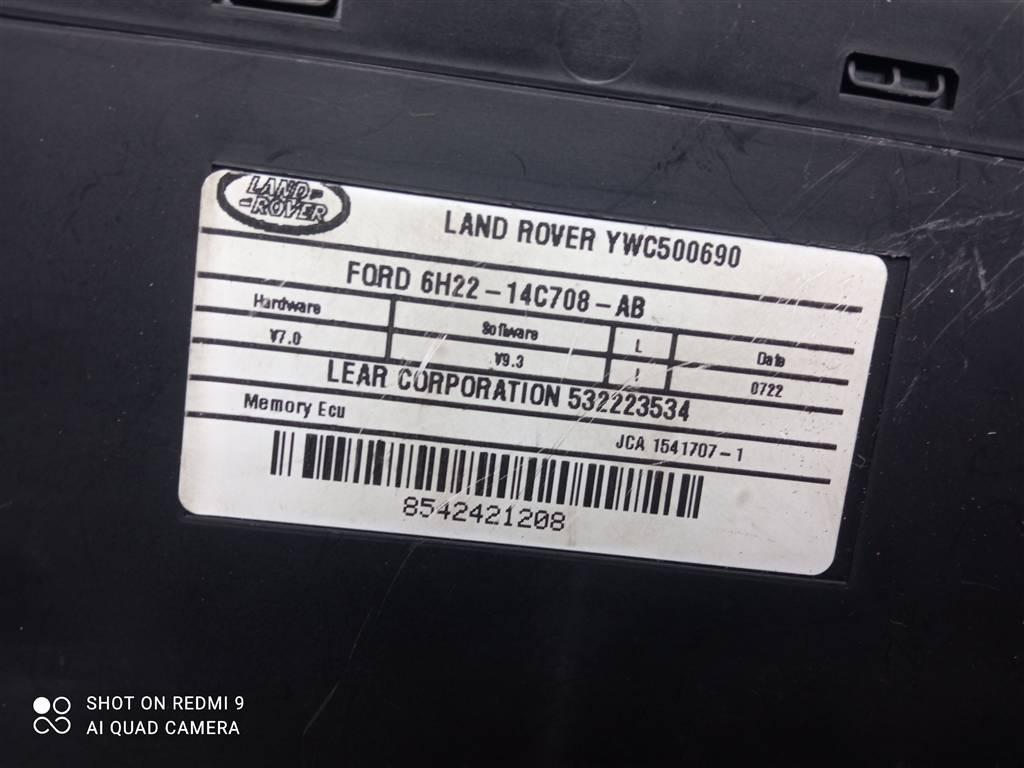 LAND-
-ROVER
LAND ROVER YWC500690
FORD 6H22-14C708-AB
Hardware Software L Date
V7.0 V9.3 ! 0722
LEAR CORPORATION 532223534
Memory Ecu JCA 1541707-1
8542421208
SHOT ON REDMI 9
AI QUAD CAMERA